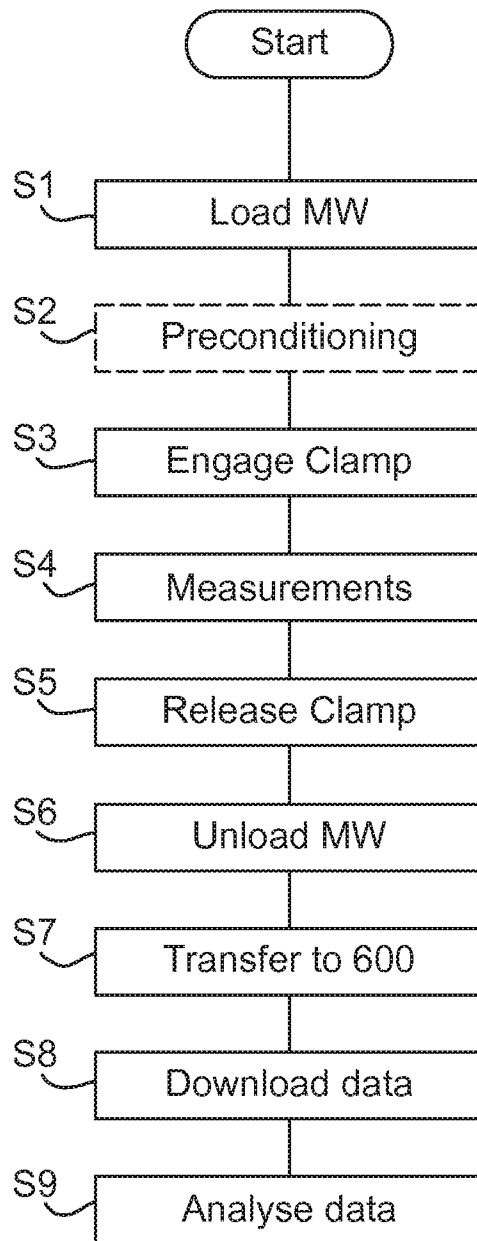 Start
S1
Load MW
S2
Preconditioning
S3
Engage Clamp
S4
Measurements
S5
Release Clamp
S6
Unload MW
S7
Transfer to 600
S8
Download data
S9
Analyse data